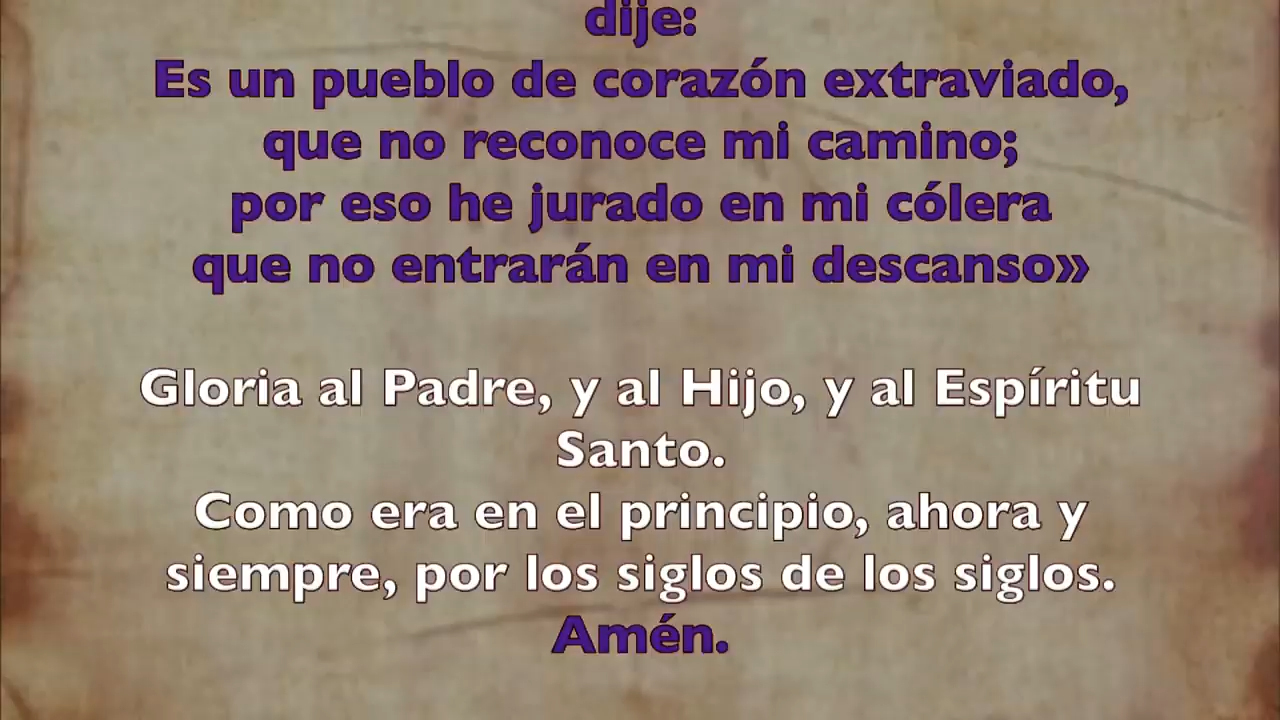 dije:
Es un pueblo de corazón extraviado,
que no reconoce mi camino;
por eso he jurado en mi cólera
que no entrarán en mi descanso»
Gloria al Padre, y al Hijo, y al Espíritu
Santo.
Como era en el principio, ahora y
siempre, por los siglos de los siglos.
Amén.